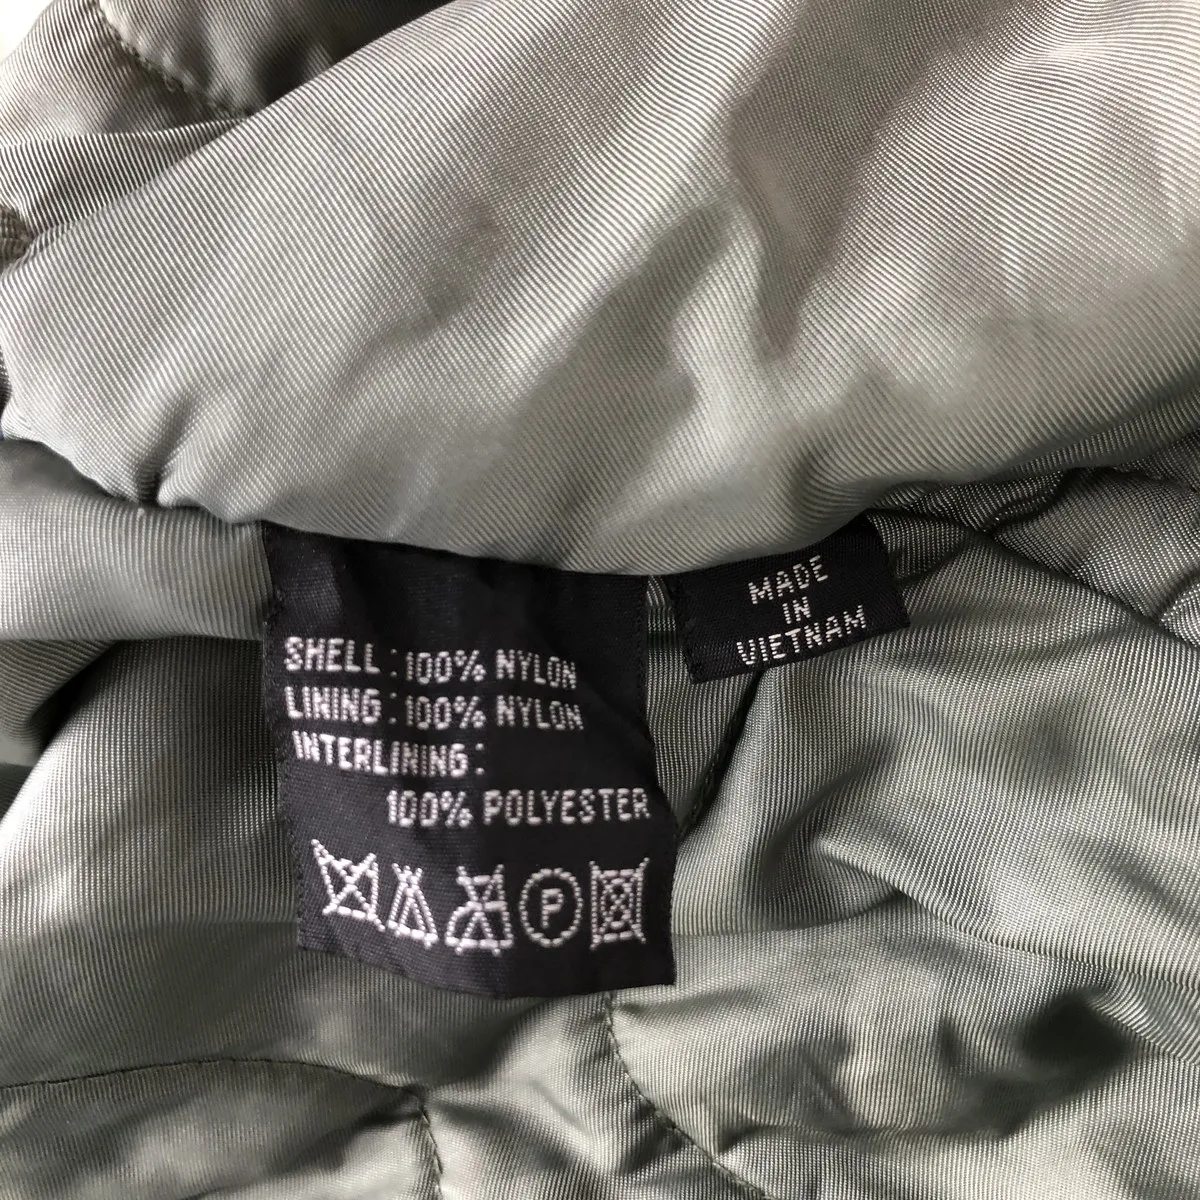 SHELL : 100% NYLON
LINING : 100% NYLON
INTERLINING :
100% POLYESTER
P
MADE
IN
VIETNAM